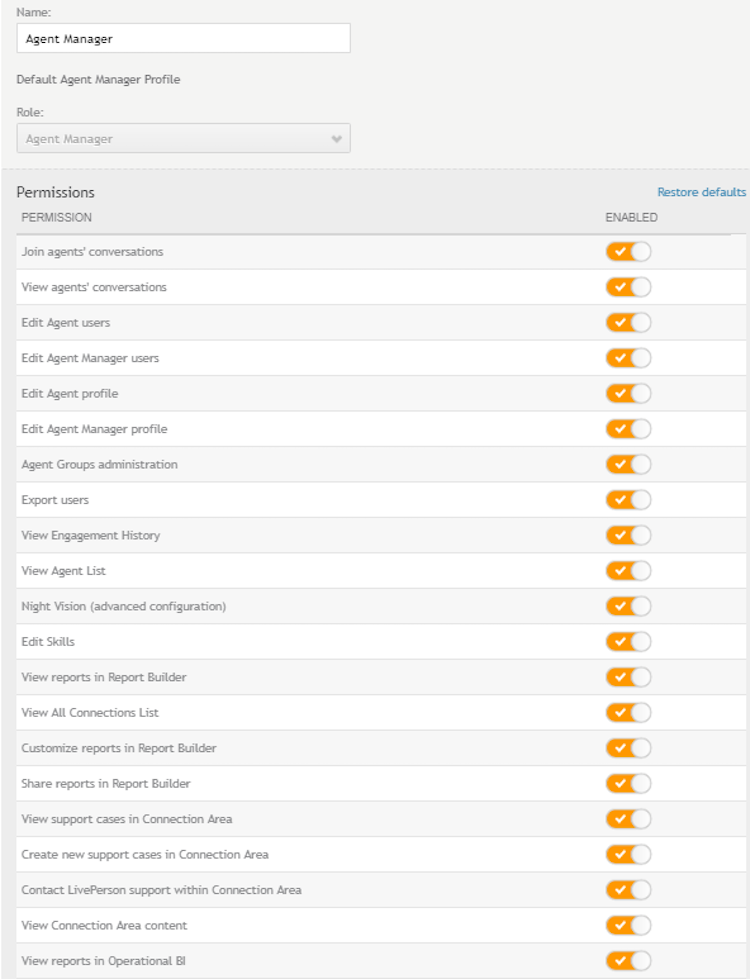 Name:
Agent Manager
Default Agent Manager Profile
Role:
Agent Manager
Permissions Restore defaults
PERMISSION ENABLED
Join agents' conversations
View agents' conversations
Edit Agent users
Edit Agent Manager users
Edit Agent profile
Edit Agent Manager profile
Agent Groups administration
Export users
View Engagement History
View Agent List
Night Vision (advanced configuration)
Edit Skills
View reports in Report Builder
View All Connections List
Customize reports in Report Builder
Share reports in Report Builder
View support cases in Connection Area
Create new support cases in Connection Area
Contact LivePerson support within Connection Area
View Connection Area content
View reports in Operational BI